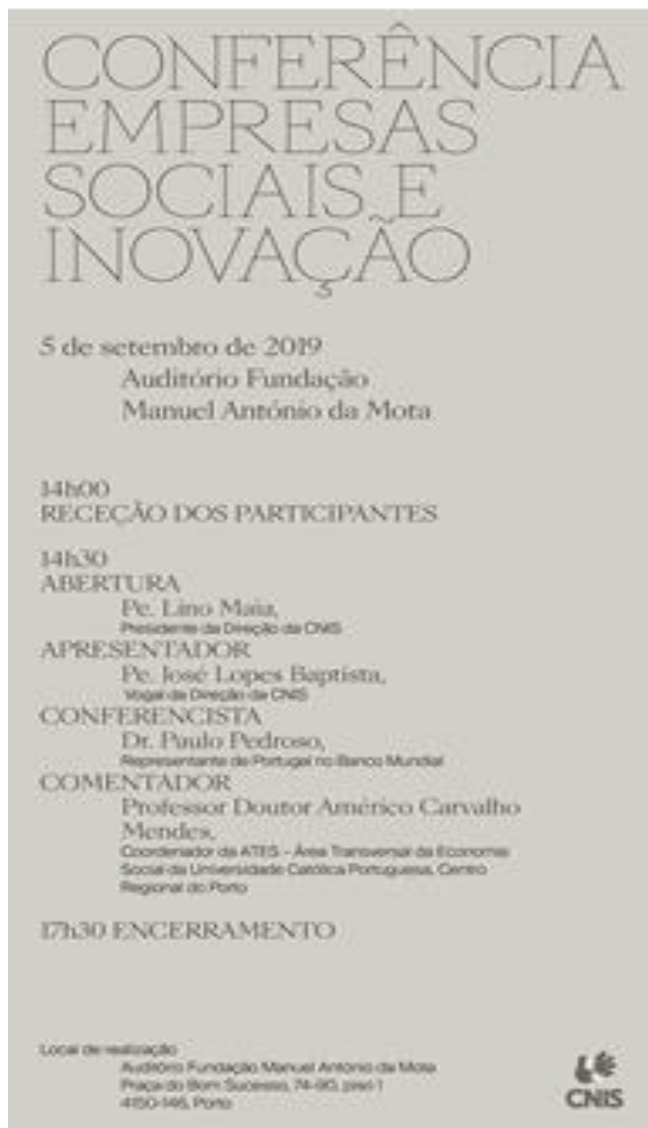 CONFERÊNCIA
EMPRESAS
SOCIAIS E
INOVAÇÃO
5 de setembro de 2019
Auditório Fundação
Manuel António da Mota
14h00
RECEÇÃO DOS PARTICIPANTES
14h30
ABERTURA
Pe. Lino Maia,
Presidente da Direção da CNIS
APRESENTADOR
Pe. José Lopes Baptista,
Vogal da Direção da CNIS
CONFERENCISTA
Dr. Paulo Pedroso,
Representante de Portugal no Banco Mundial
COMENTADOR
Professor Doutor Américo Carvalho
Mendes,
Coordenador da ATES – Área Transversal da Economia
Social da Universidade Católica Portuguesa, Centro
Regional do Porto
17h30 ENCERRAMENTO
Local de realização
Auditório Fundação Manuel António da Mota
Praça do Bom Sucesso, 74-90, piso 1
4150-146, Porto
CNIS